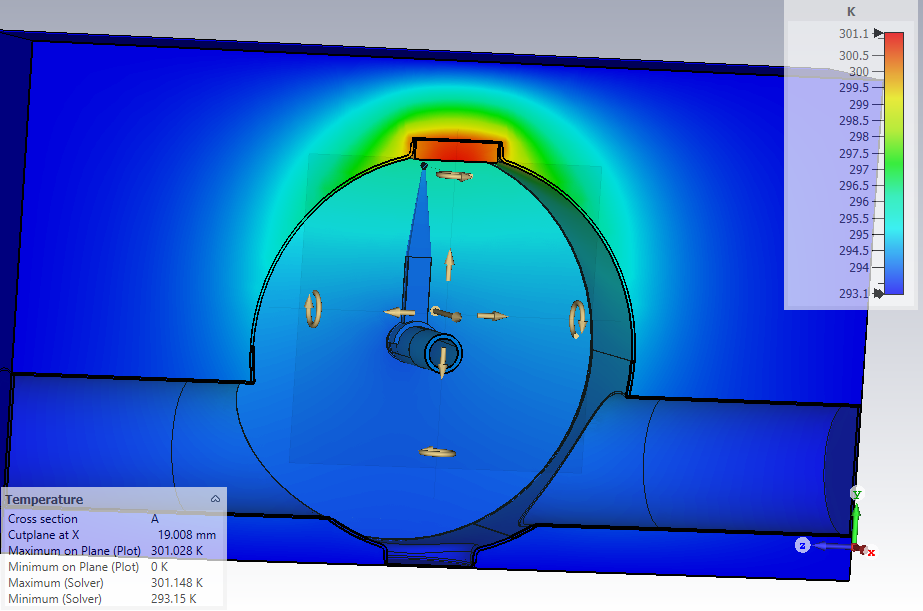 K
301.1
300.5
300
299.5
299
298.5
298
297.5
297
296.5
296
295.5
295
294.5
294
293.1
y
z
x
Temperature
Cross section A
Cutplane at X 19.008 mm
Maximum on Plane (Plot) 301.028 K
Minimum on Plane (Plot) 0 K
Maximum (Solver) 301.148 K
Minimum (Solver) 293.15 K